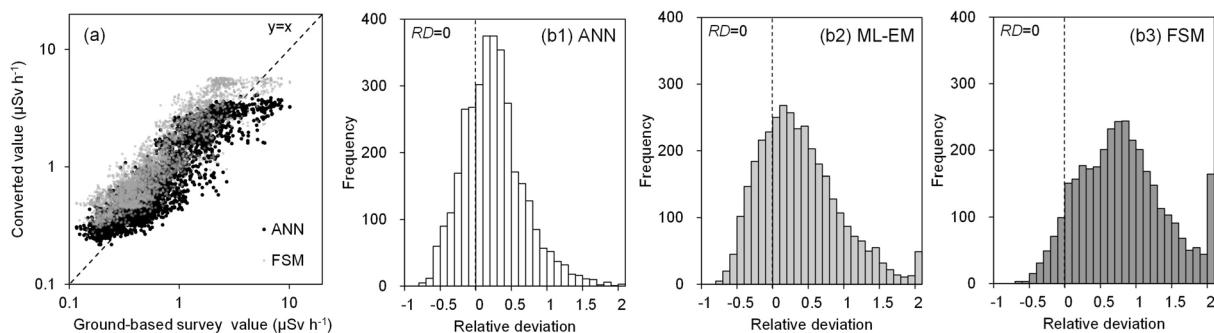 (a)
y=x
10
1
0.1
0.1
1
10
Converted value (µSv h⁻¹)
Ground-based survey value (µSv h⁻¹)
ANN
FSM
RD=0
(b1) ANN
400
300
200
100
0
-1 -0.5 0 0.5 1 1.5 2
Frequency
Relative deviation
RD=0
(b2) ML-EM
400
300
200
100
0
-1 -0.5 0 0.5 1 1.5 2
Frequency
Relative deviation
RD=0
(b3) FSM
400
300
200
100
0
-1 -0.5 0 0.5 1 1.5 2
Frequency
Relative deviation